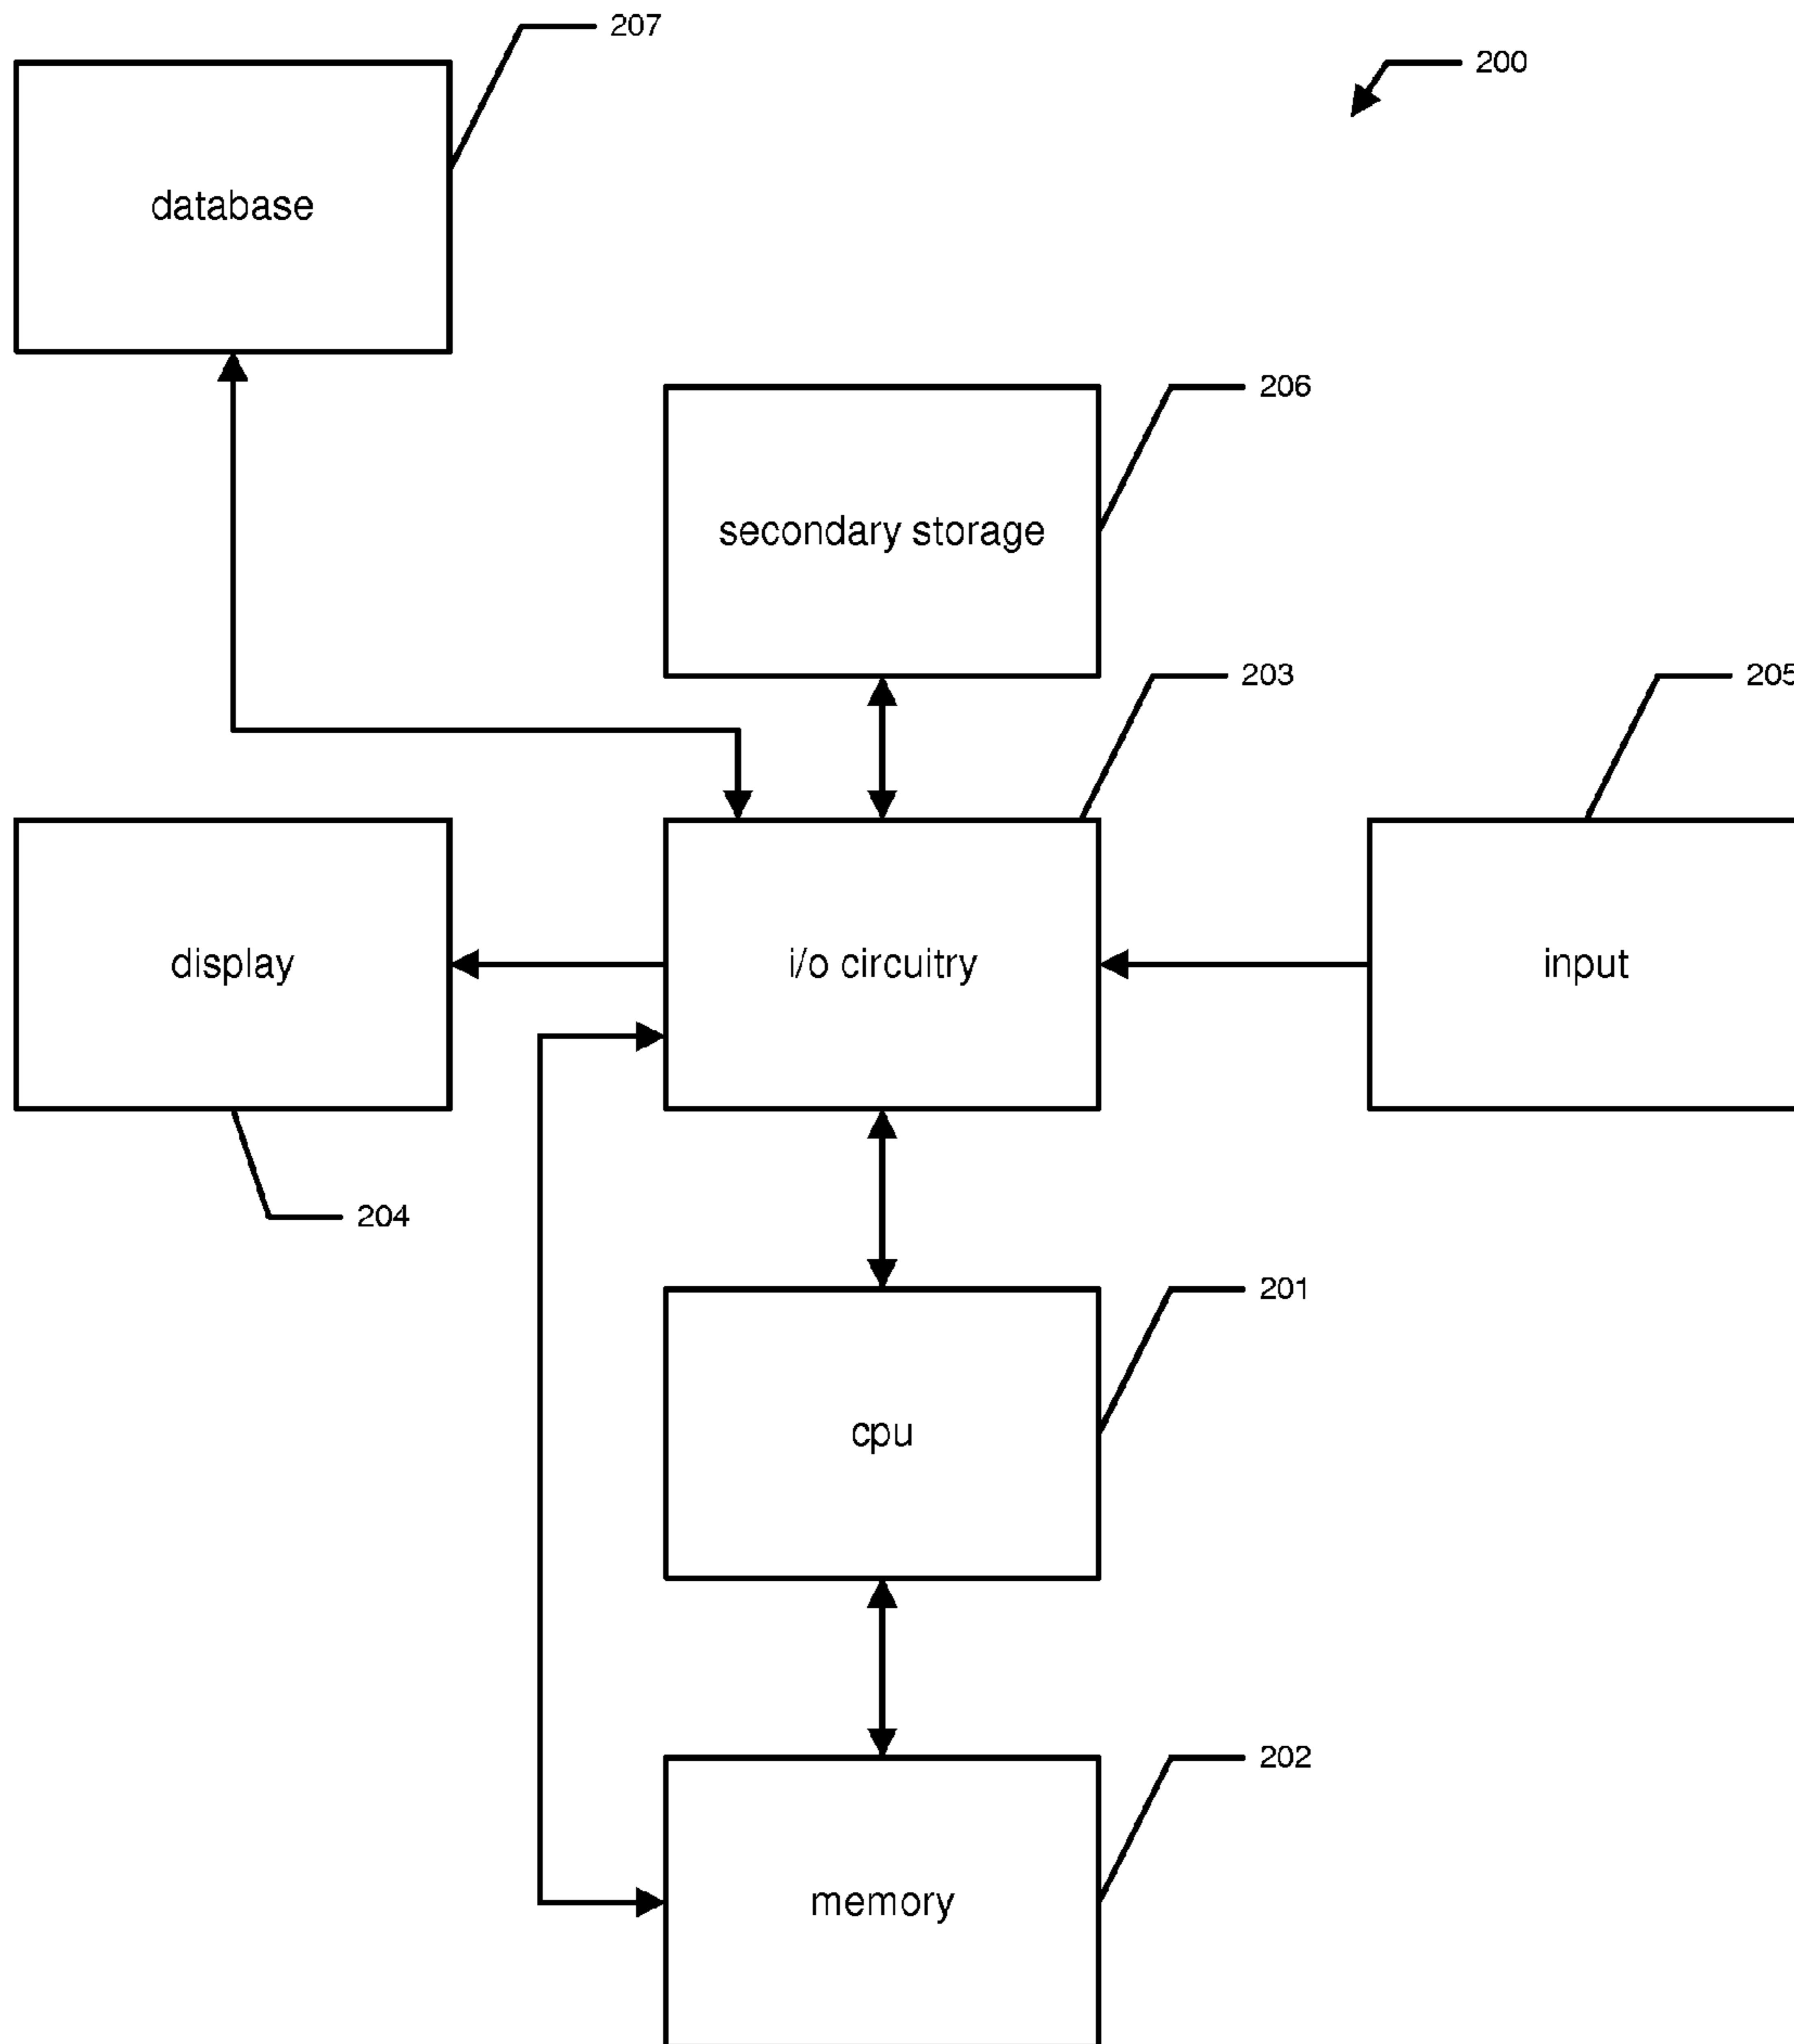 207
200
database
206
secondary storage
203
205
display
i/o circuitry
input
204
201
cpu
202
memory